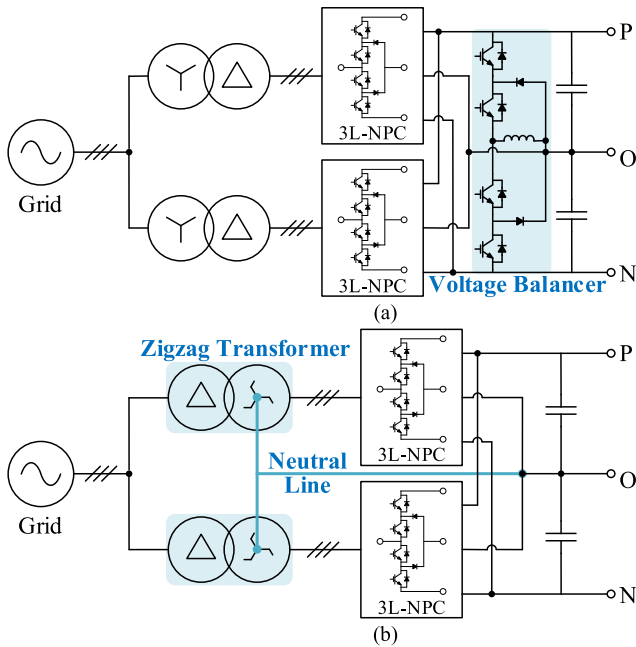 P
3L-NPC
O
Grid
3L-NPC
N
Voltage Balancer
(a)
Zigzag Transformer
P
3L-NPC
Neutral
Line
O
Grid
3L-NPC
N
(b)